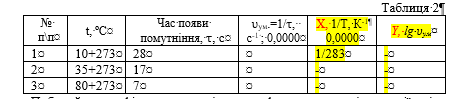 Таблиця·2¶
№· п\п¤ t,·°C¤ Час·появи· помутніння,·τ,·с¤ υум.=1/τ,·· с-1·;·0,0000¤ X,·1/T,·K-1¶ 0,0000¤ Y,·lg·υум¤
1¤ 10+273¤ 28¤ ¤ 1/283¤ -¤
2¤ 35+273¤ 17¤ ¤ -¤ -¤
3¤ 80+273¤ 7¤ ¤ -¤ -¤